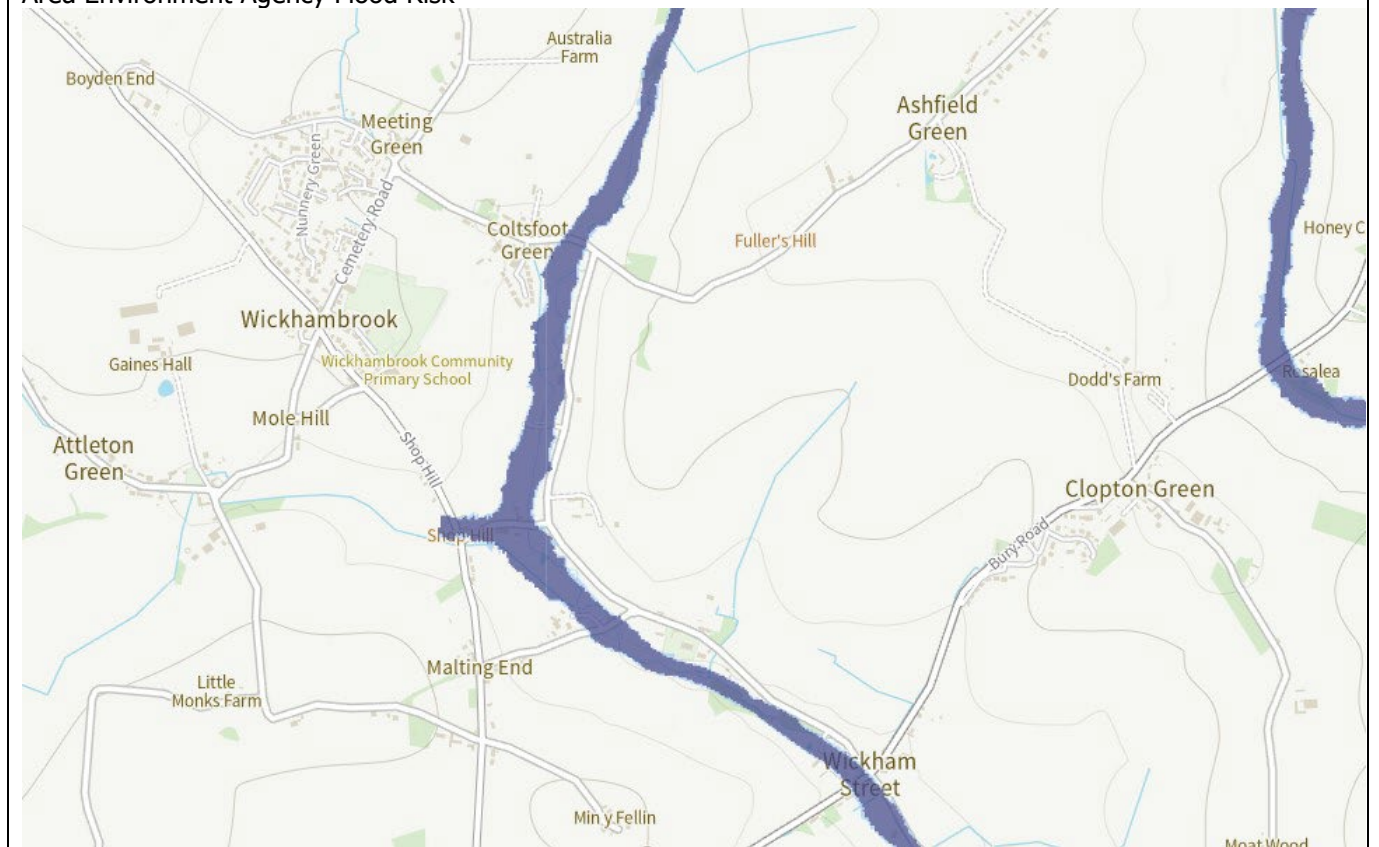 Area Environment Agency Flood Risk
Australia
Farm
Boyden End
Ashfield
Green
Meeting
Green
Nunnery Green
Cemetery Road
Coltsfoot
Green
Fuller's Hill
Honey C
Wickhambrook
Wickhambrook Community
Primary School
Gaines Hall
Rosalea
Dodd's Farm
Mole Hill
Attleton
Green
Shop Hill
Clopton Green
Shop Hill
Bury Road
Malting End
Little
Monks Farm
Wickham
Street
Min y Fellin
Moat Wood